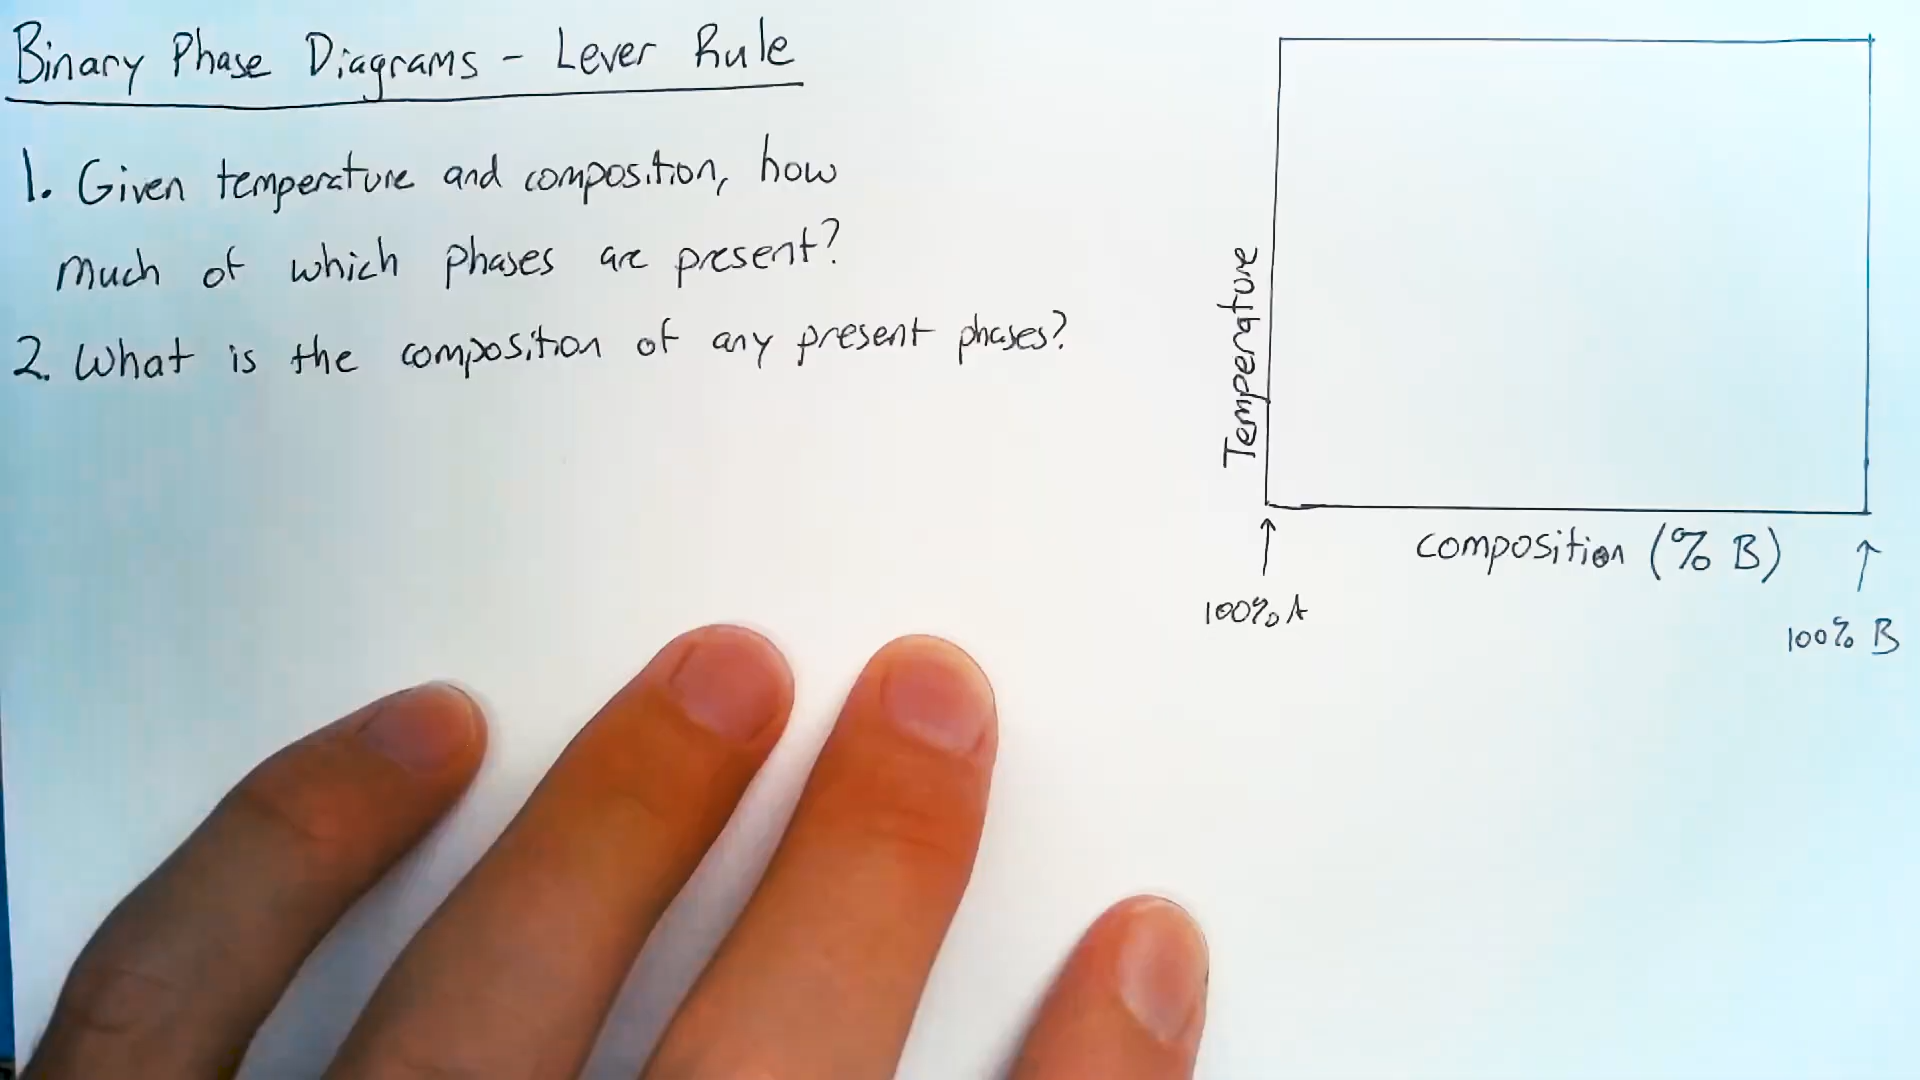 Binary Phase Diagrams - Lever Rule
1. Given temperature and composition, how
much of which phases are present?
2. What is the composition of any present phases?
Temperature
composition (% B)
100% A
100% B